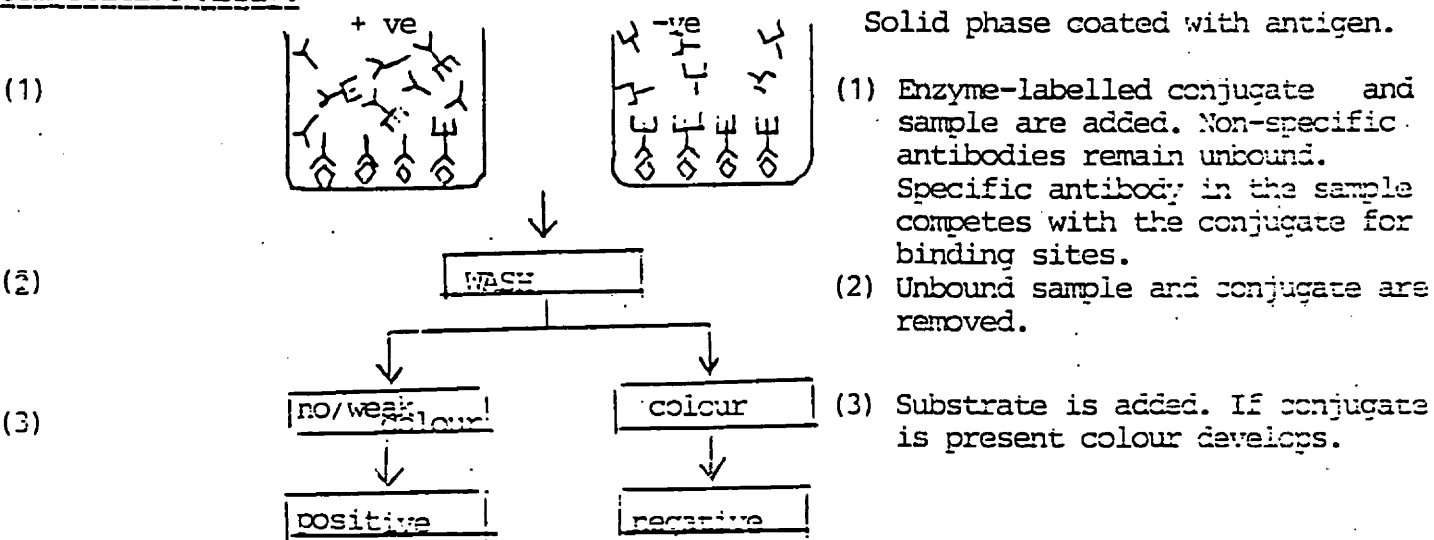 + ve
-ve
Solid phase coated with antigen.
(1)
(1) Enzyme-labelled conjugate and
sample are added. Non-specific
antibodies remain unbound.
Specific antibody in the sample
competes with the conjugate for
binding sites.
(2)
WASH
(2) Unbound sample and conjugate are
removed.
(3)
no/weak
colour
colour
(3) Substrate is added. If conjugate
is present colour develops.
positive
negative